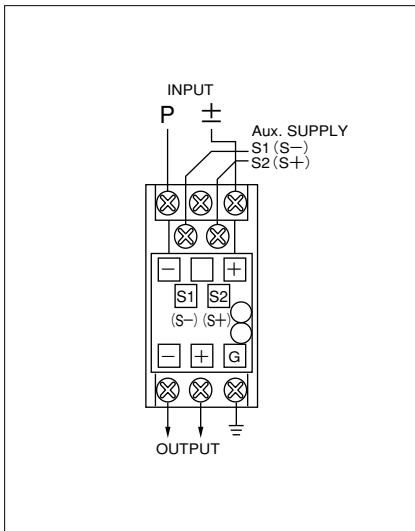 INPUT
P ±
Aux. SUPPLY
S1 (S−)
S2 (S+)
− +
S1 S2
(S−) (S+)
− + G
OUTPUT